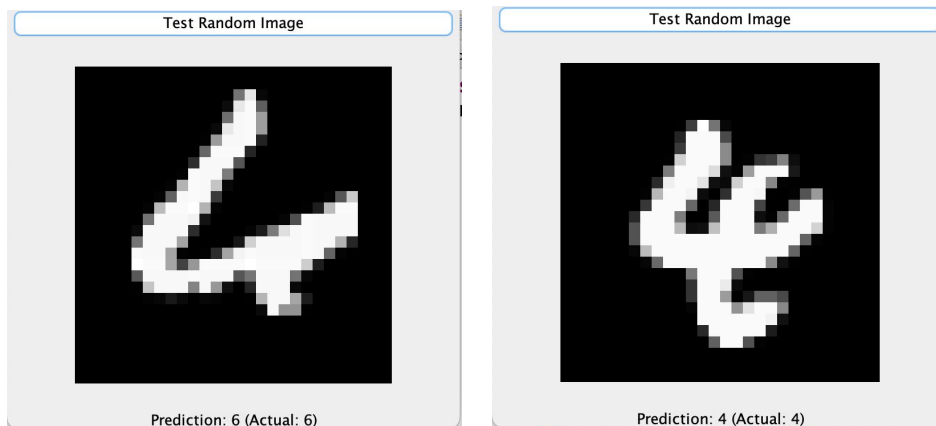 Test Random Image
Prediction: 6 (Actual: 6)
Test Random Image
Prediction: 4 (Actual: 4)